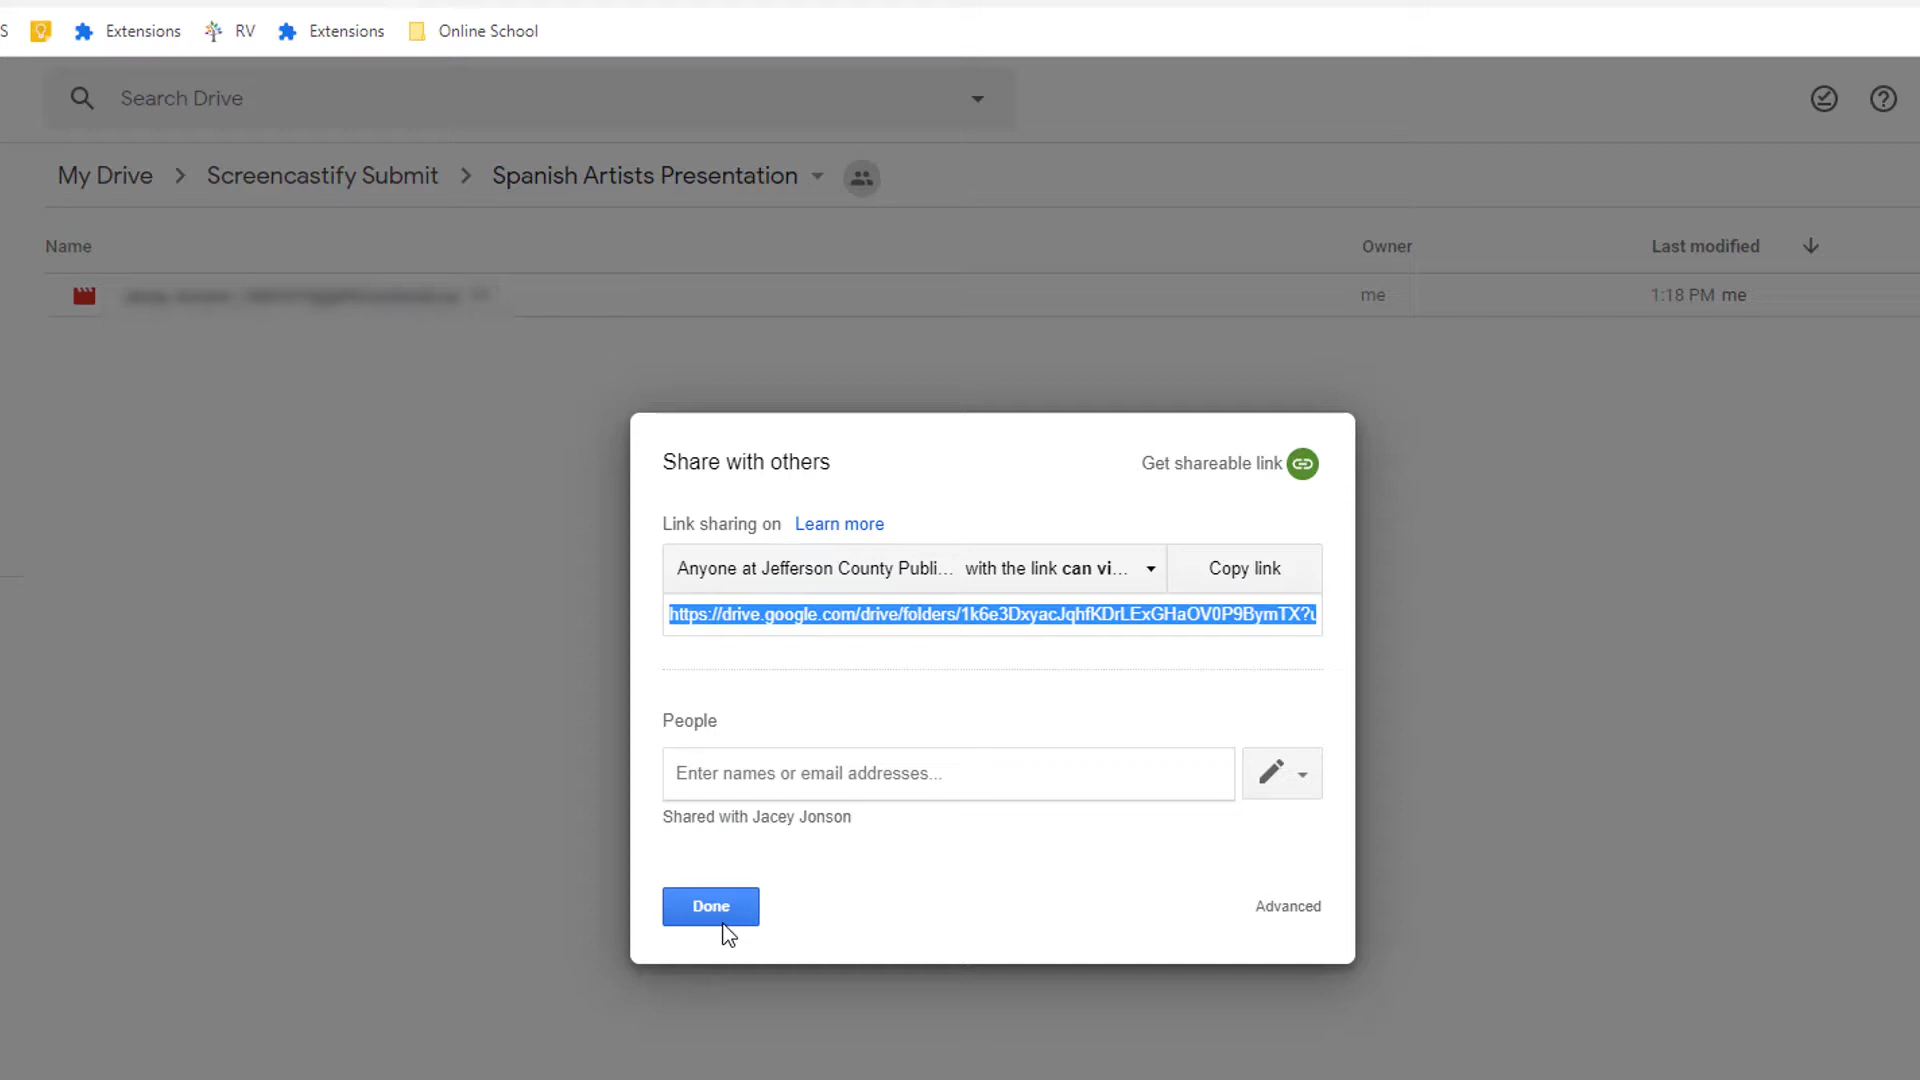 S Extensions RV Extensions Online School
Search Drive
My Drive Screencastify Submit Spanish Artists Presentation
Name Owner Last modified
me 1:18 PM me
Share with others Get shareable link
Link sharing on Learn more
Anyone at Jefferson County Publi... with the link can vi... Copy link
https://drive.google.com/drive/folders/1k6e3DxyacJqhfKDrLExGHaOV0P9BymTX?u
People
Enter names or email addresses...
Shared with Jacey Jonson
Done Advanced